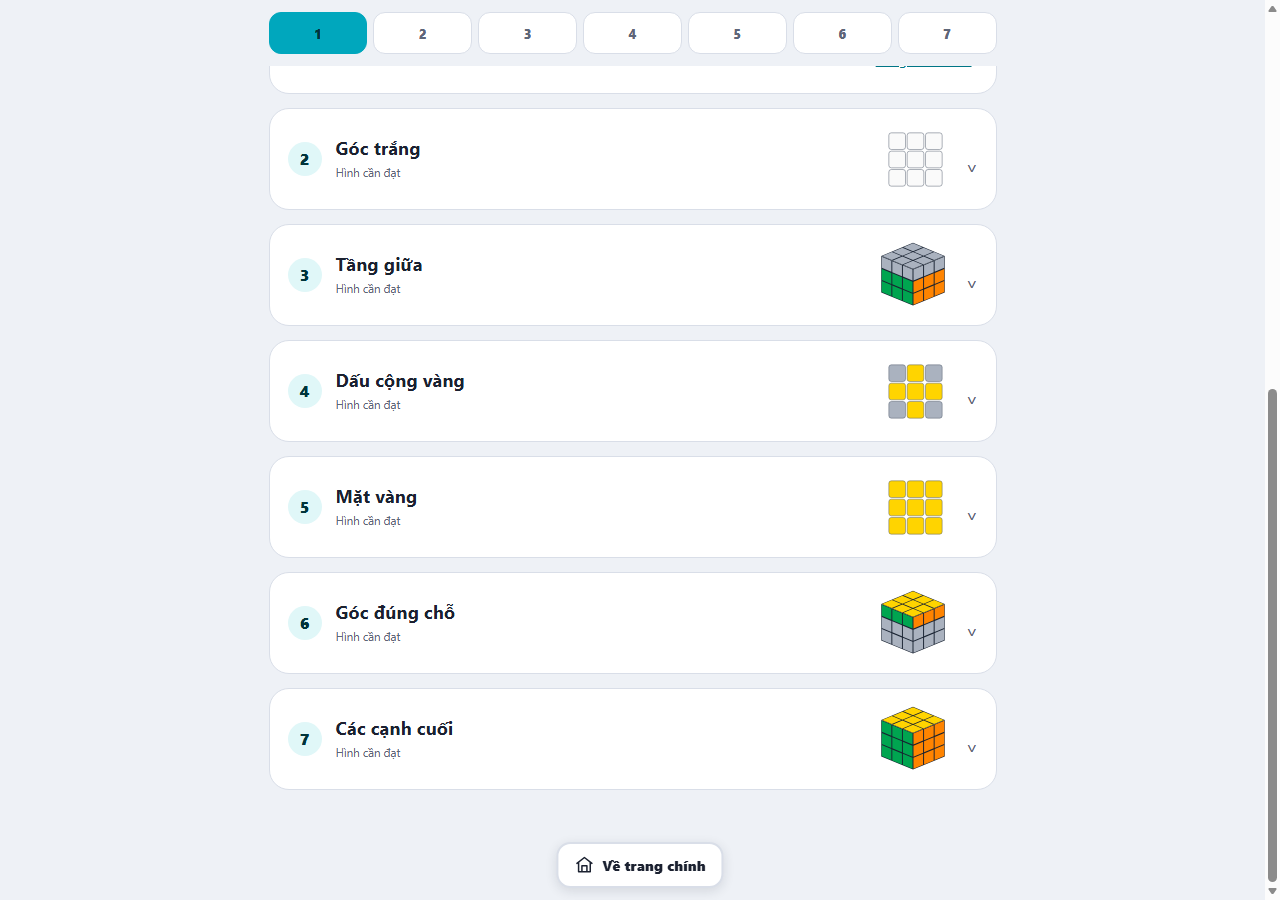 1 2 3 4 5 6 7
2
Góc trắng
Hình cần đạt
v
3
Tầng giữa
Hình cần đạt
v
4
Dấu cộng vàng
Hình cần đạt
v
5
Mặt vàng
Hình cần đạt
v
6
Góc đúng chỗ
Hình cần đạt
v
7
Các cạnh cuối
Hình cần đạt
v
Về trang chính